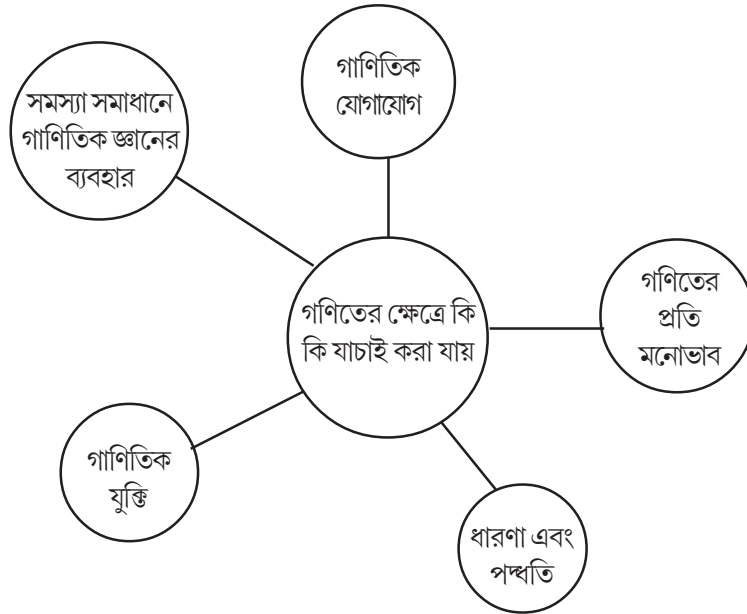 গাণিতিক
যোগাযোগ
সমস্যা সমাধানে
গাণিতিক জ্ঞানের
ব্যবহার
গণিতের ক্ষেত্রে কি
কি যাচাই করা যায়
গণিতের
প্রতি
মনোভাব
গাণিতিক
যুক্তি
ধারণা এবং
পদ্ধতি